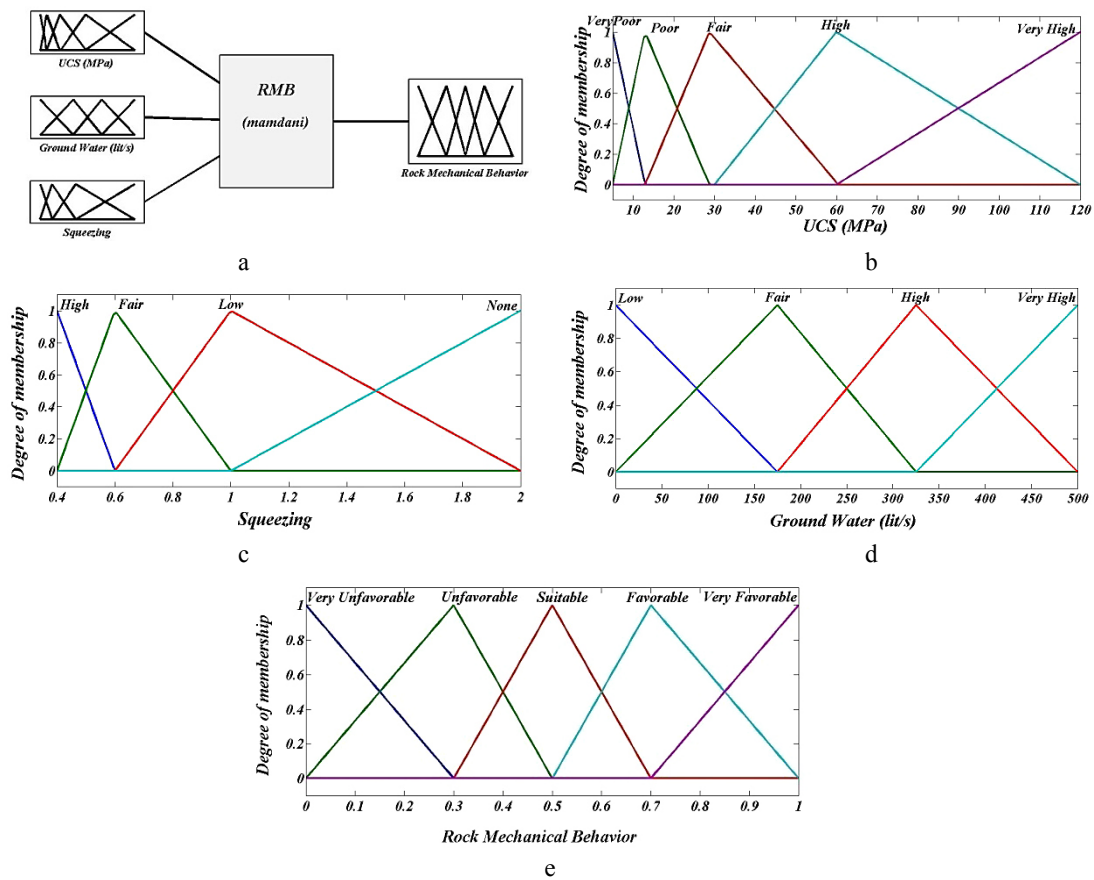 UCS (MPa)
Ground Water (lit/s)
Squeezing
RMB
(mamdani)
Rock Mechanical Behavior
a
VeryPoor Poor Fair High Very High
Degree of membership
1
0.8
0.6
0.4
0.2
0
10 20 30 40 50 60 70 80 90 100 110 120
UCS (MPa)
b
High Fair Low None
Degree of membership
1
0.8
0.6
0.4
0.2
0
0.4 0.6 0.8 1 1.2 1.4 1.6 1.8 2
Squeezing
c
Low Fair High Very High
Degree of membership
1
0.8
0.6
0.4
0.2
0
0 50 100 150 200 250 300 350 400 450 500
Ground Water (lit/s)
d
Very Unfavorable Unfavorable Suitable Favorable Very Favorable
Degree of membership
1
0.8
0.6
0.4
0.2
0
0 0.1 0.2 0.3 0.4 0.5 0.6 0.7 0.8 0.9 1
Rock Mechanical Behavior
e